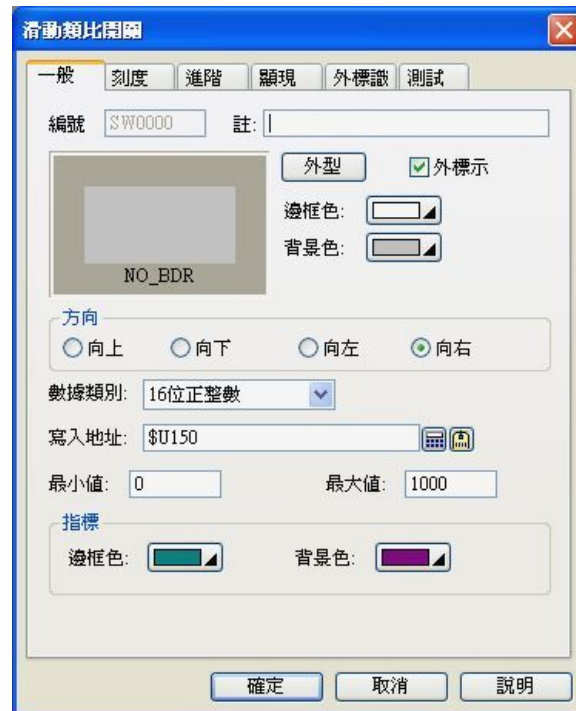 滑動類比開關
一般 刻度 進階 顯現 外標識 測試
編號 SW0000 註:
外型 外標示
邊框色:
背景色:
NO_BDR
方向
向上 向下 向左 向右
數據類別: 16位正整數
寫入地址: $U150
最小值: 0 最大值: 1000
指標
邊框色: 背景色:
確定 取消 說明